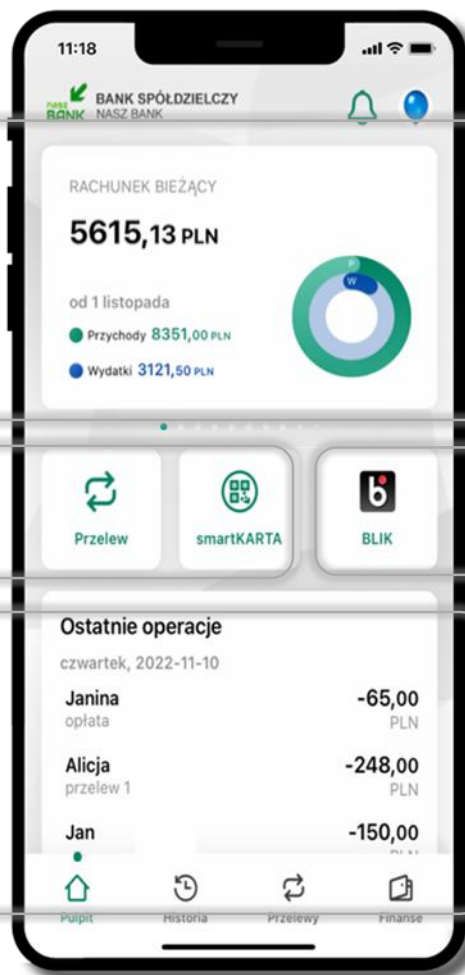 11:18
nasz BANK
BANK SPÓŁDZIELCZY
NASZ BANK
RACHUNEK BIEŻĄCY
5615,13 PLN
od 1 listopada
Przychody 8351,00 PLN
Wydatki 3121,50 PLN
P
W
Przelew
smartKARTA
BLIK
Ostatnie operacje
czwartek, 2022-11-10
Janina -65,00
opłata PLN
Alicja -248,00
przelew 1 PLN
Jan -150,00
PLN
Pulpit Historia Przelewy Finanse